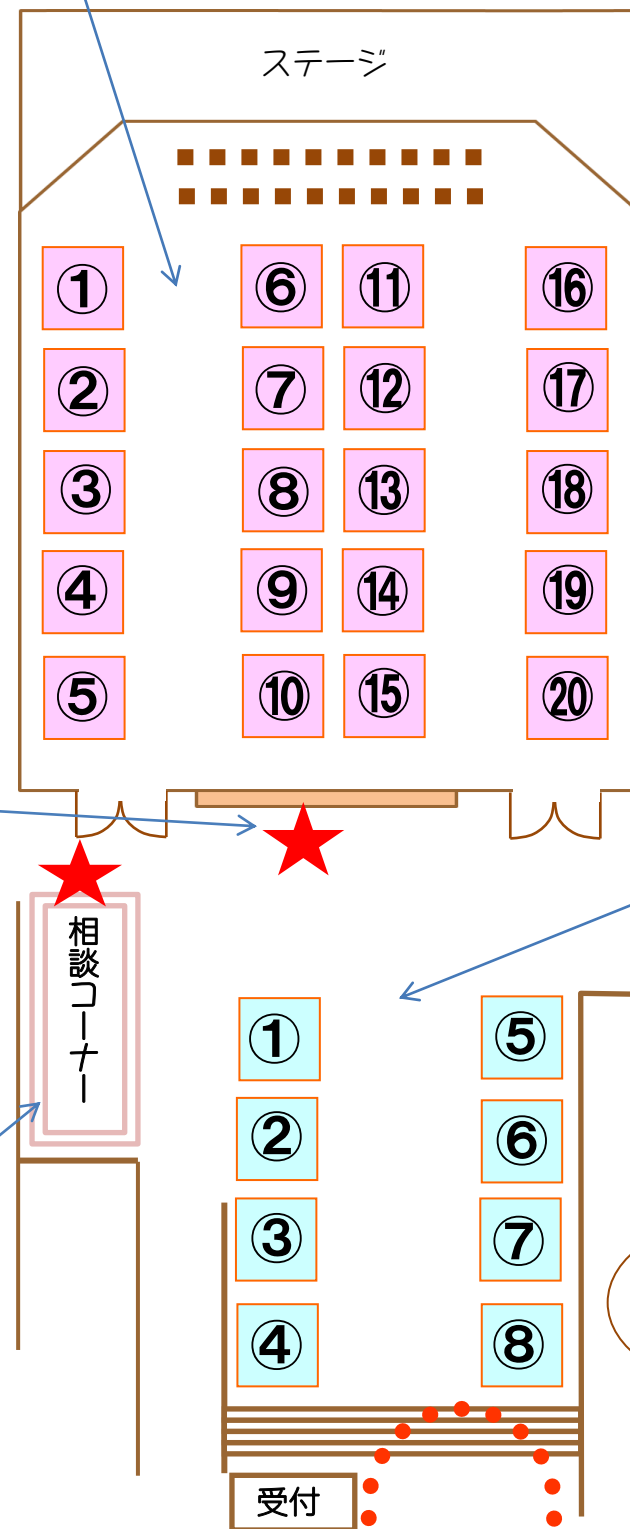 ステージ
① ⑥ ⑪ ⑯
② ⑦ ⑫ ⑰
③ ⑧ ⑬ ⑱
④ ⑨ ⑭ ⑲
⑤ ⑩ ⑮ ⑳
相談コーナー
① ⑤
② ⑥
③ ⑦
④ ⑧
受付